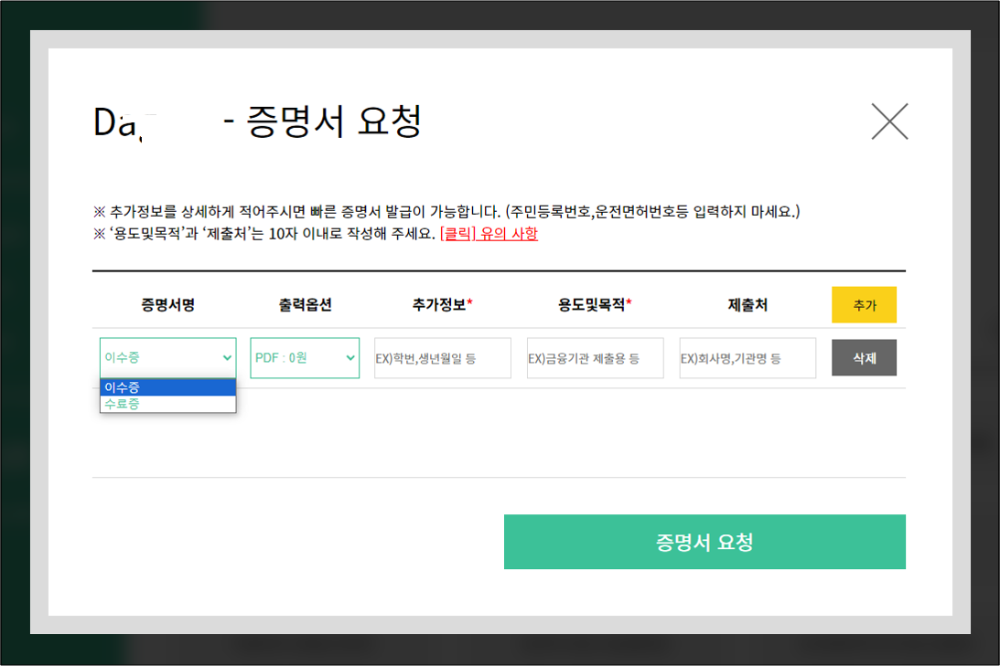 - 증명서 요청
※ 추가정보를 상세하게 적어주시면 빠른 증명서 발급이 가능합니다. (주민등록번호,운전면허번호등 입력하지 마세요.)
※ ‘용도및목적’과 ‘제출처’는 10자 이내로 작성해 주세요. [클릭] 유의 사항
증명서명 출력옵션 추가정보* 용도및목적* 제출처 추가
이수증 PDF : 0원 EX)학번,생년월일 등 EX)금융기관 제출용 등 EX)회사명,기관명 등 삭제
이수증
수료증
증명서 요청